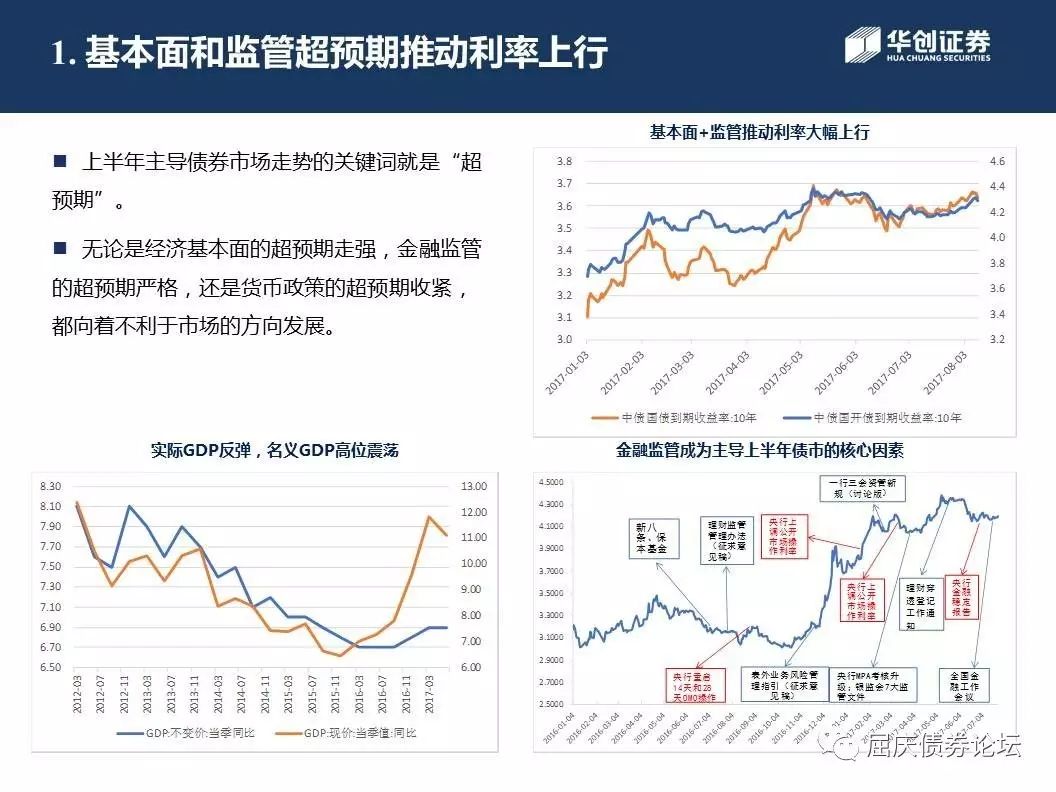 1. 基本面和监管超预期推动利率上行
华创证券
HUA CHUANG SECURITIES
■ 上半年主导债券市场走势的关键词就是“超
预期”。
■ 无论是经济基本面的超预期走强，金融监管
的超预期严格，还是货币政策的超预期收紧，
都向着不利于市场的方向发展。
基本面+监管推动利率大幅上行
3.8
3.7
3.6
3.5
3.4
3.3
3.2
3.1
3.0
4.6
4.4
4.2
4.0
3.8
3.6
3.4
3.2
2017-01-03
2017-02-03
2017-03-03
2017-04-03
2017-05-03
2017-06-03
2017-07-03
2017-08-03
中债国债到期收益率:10年
中债国开债到期收益率:10年
实际GDP反弹，名义GDP高位震荡
8.30
8.10
7.90
7.70
7.50
7.30
7.10
6.90
6.70
6.50
13.00
12.00
11.00
10.00
9.00
8.00
7.00
6.00
2012-03
2012-07
2012-11
2013-03
2013-07
2013-11
2014-03
2014-07
2014-11
2015-03
2015-07
2015-11
2016-03
2016-07
2016-11
2017-03
GDP:不变价:当季同比
GDP:现价:当季值:同比
金融监管成为主导上半年债市的核心因素
4.5000
4.3000
4.1000
3.9000
3.7000
3.5000
3.3000
3.1000
2.9000
2.7000
2.5000
一行三会资管新
规（讨论版）
新八
条、保
本基金
理财监管
管理办法
（征求意
见稿）
央行上
调公开
市场操
作利率
央行上
调公开
市场操
作利率
理财穿
透登记
工作通
知
央行
金融
稳定
报告
央行重启
14天和28
天OMO操作
表外业务风险管
理指引（征求意
见稿）
央行MPA考核升
级；银监会7大监
管文件
全国金
融工作
会议
2016-01-04
2016-02-04
2016-03-04
2016-04-04
2016-05-04
2016-06-04
2016-07-04
2016-08-04
2016-09-04
2016-10-04
2016-11-04
2016-12-04
2017-01-04
2017-02-04
2017-03-04
2017-04-04
2017-05-04
2017-06-04
2017-07-04
屈庆债券论坛